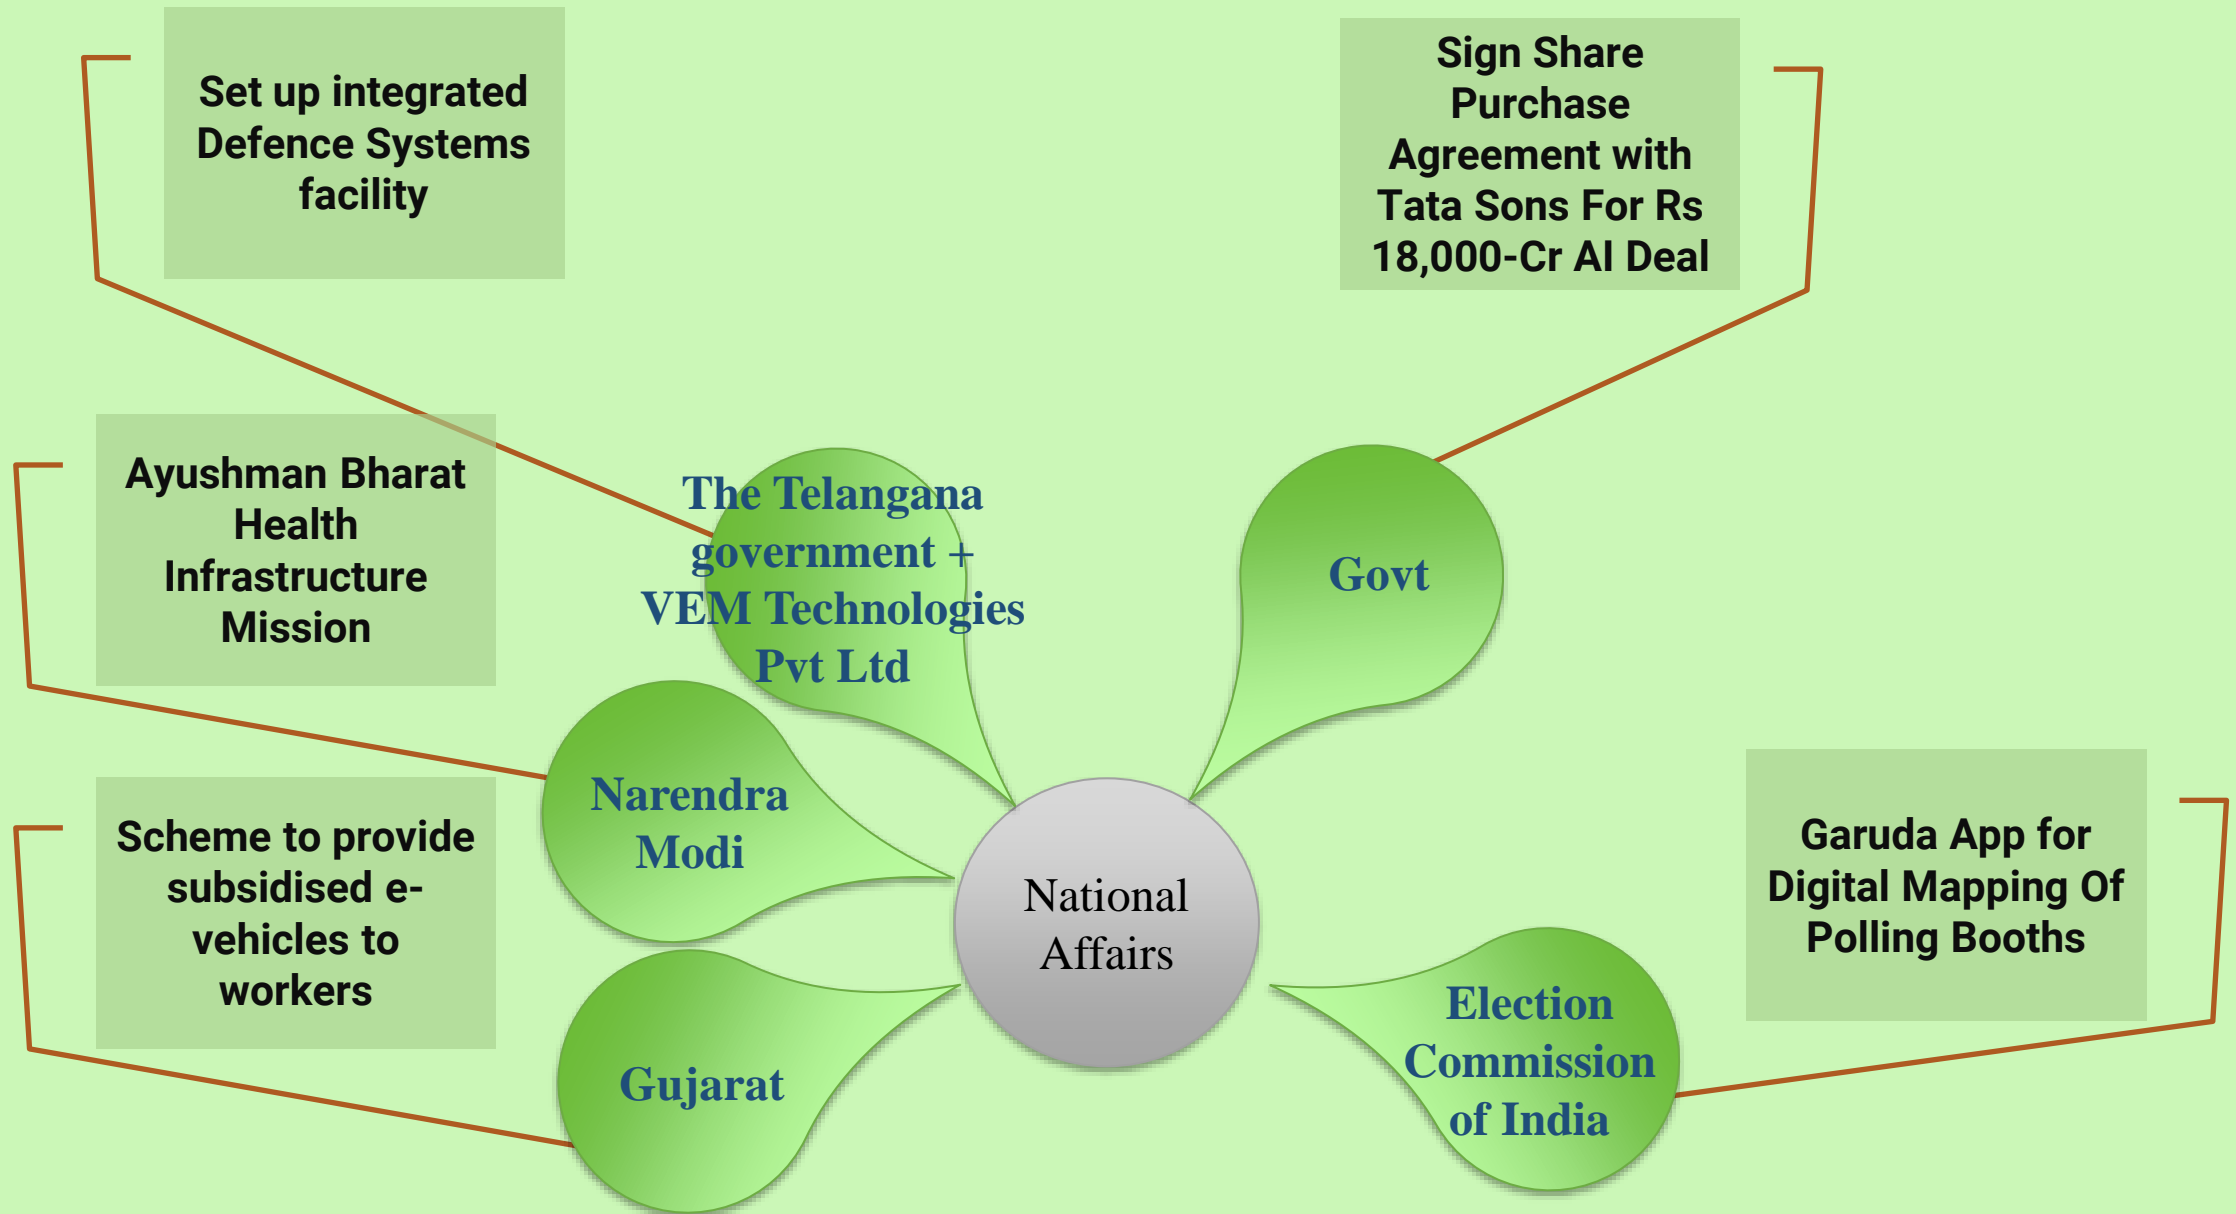 Set up integrated
Defence Systems
facility
Sign Share
Purchase
Agreement with
Tata Sons For Rs
18,000-Cr AI Deal
Ayushman Bharat
Health
Infrastructure
Mission
The Telangana
government +
VEM Technologies
Pvt Ltd
Govt
Narendra
Modi
Scheme to provide
subsidised e-
vehicles to
workers
National
Affairs
Garuda App for
Digital Mapping Of
Polling Booths
Gujarat
Election
Commission
of India